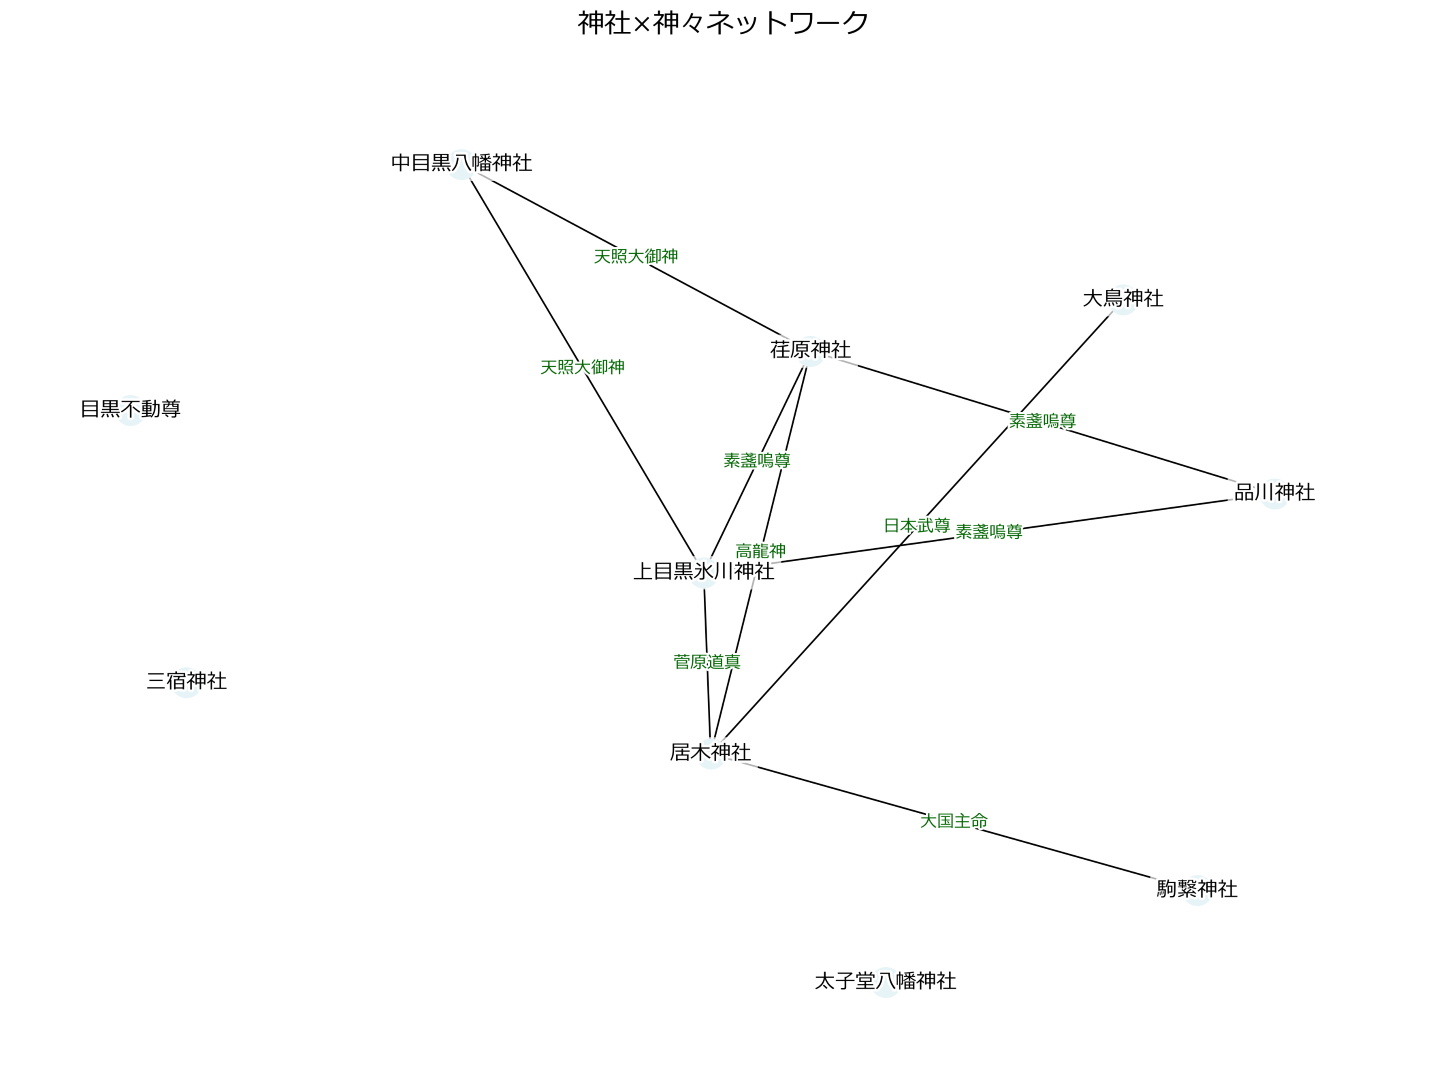 神社×神々ネットワーク
中目黒八幡神社
天照大御神
大鳥神社
荏原神社
天照大御神
目黒不動尊
素盞嗚尊
素盞嗚尊
品川神社
日本武尊
素盞嗚尊
高龍神
上目黒氷川神社
菅原道真
三宿神社
居木神社
大国主命
駒繋神社
太子堂八幡神社